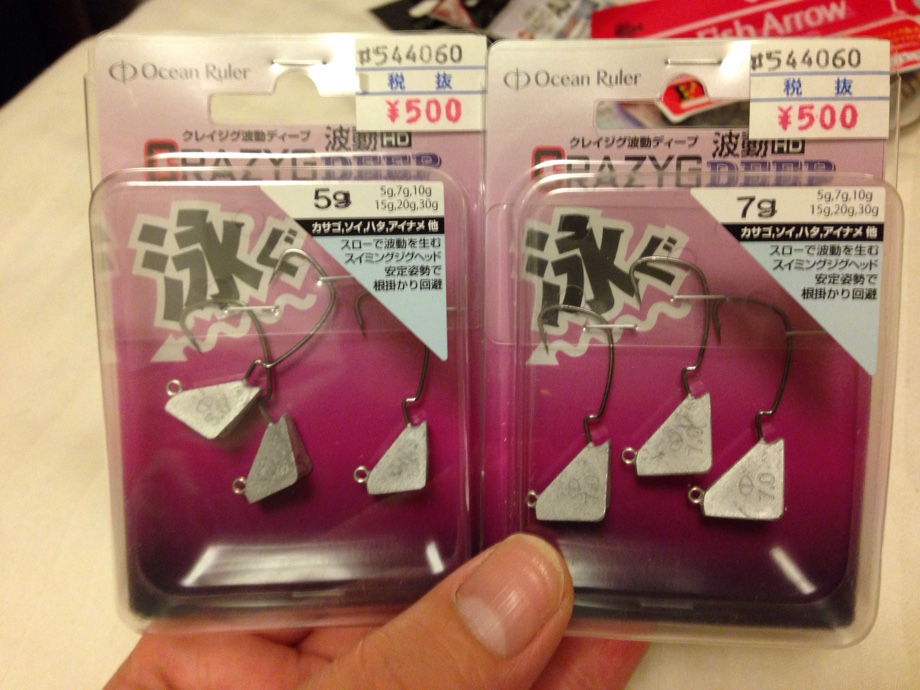 Fish Arrow
Ocean Ruler
#544060
税抜
¥500
クレイジグ波動ディープ
波動HD
CRAZYG DEEP
5g
5g,7g,10g
15g,20g,30g
カサゴ,ソイ,ハタ,アイナメ 他
スローで波動を生む
スイミングジグヘッド
安定姿勢で
根掛かり回避
泳ぐ
Ocean Ruler
#544060
税抜
¥500
クレイジグ波動ディープ
波動HD
CRAZYG DEEP
7g
5g,7g,10g
15g,20g,30g
カサゴ,ソイ,ハタ,アイナメ 他
スローで波動を生む
スイミングジグヘッド
安定姿勢で
根掛かり回避
泳ぐ
7.0
7.0
7.0